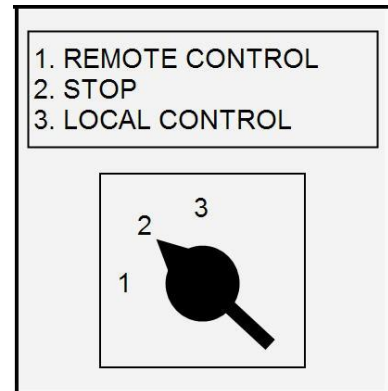 1. REMOTE CONTROL
2. STOP
3. LOCAL CONTROL
3
2
1